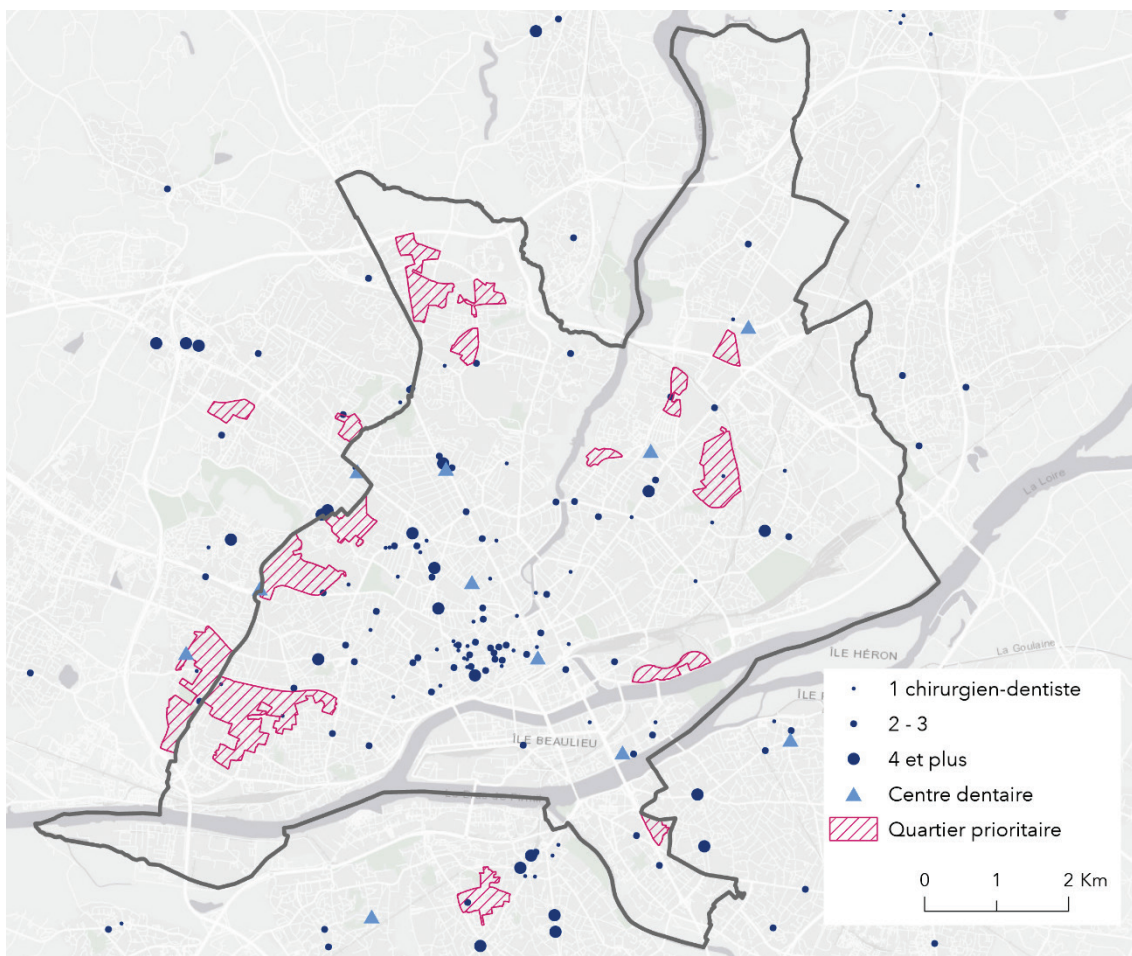 La Loire
La Goulaine
ÎLE HÉRON
ÎLE BEAULIEU
1 chirurgien-dentiste
2 - 3
4 et plus
Centre dentaire
Quartier prioritaire
0 1 2 Km